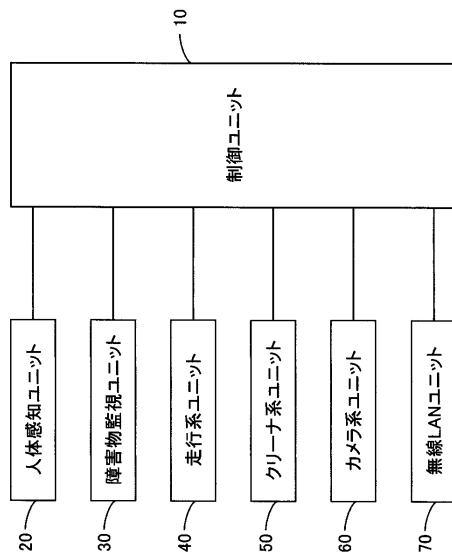 10
制御ユニット
20
人体感知ユニット
30
障害物監視ユニット
40
走行系ユニット
50
クリーナ系ユニット
60
カメラ系ユニット
70
無線LANユニット